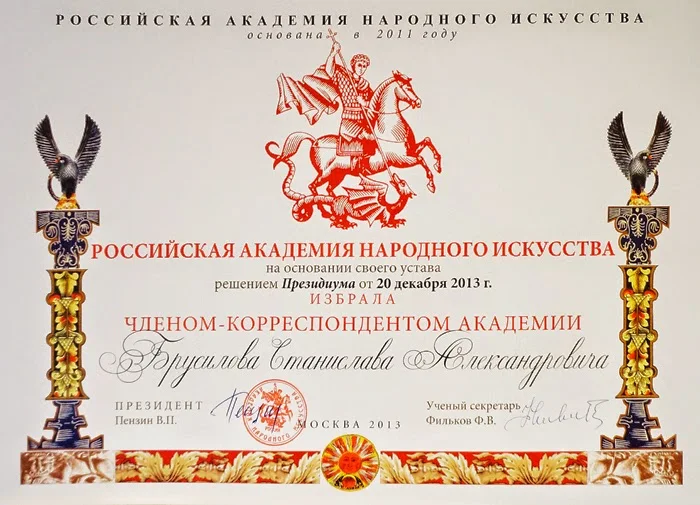 РОССИЙСКАЯ АКАДЕМИЯ НАРОДНОГО ИСКУССТВА
основана в 2011 году
РОССИЙСКАЯ АКАДЕМИЯ НАРОДНОГО ИСКУССТВА
на основании своего устава
решением Президиума от 20 декабря 2013 г.
ИЗБРАЛА
ЧЛЕНОМ-КОРРЕСПОНДЕНТОМ АКАДЕМИИ
Брусилова Станислава Александровича
ПРЕЗИДЕНТ
Пензин В.П.
МОСКВА 2013
Ученый секретарь
Фильков Ф.В.